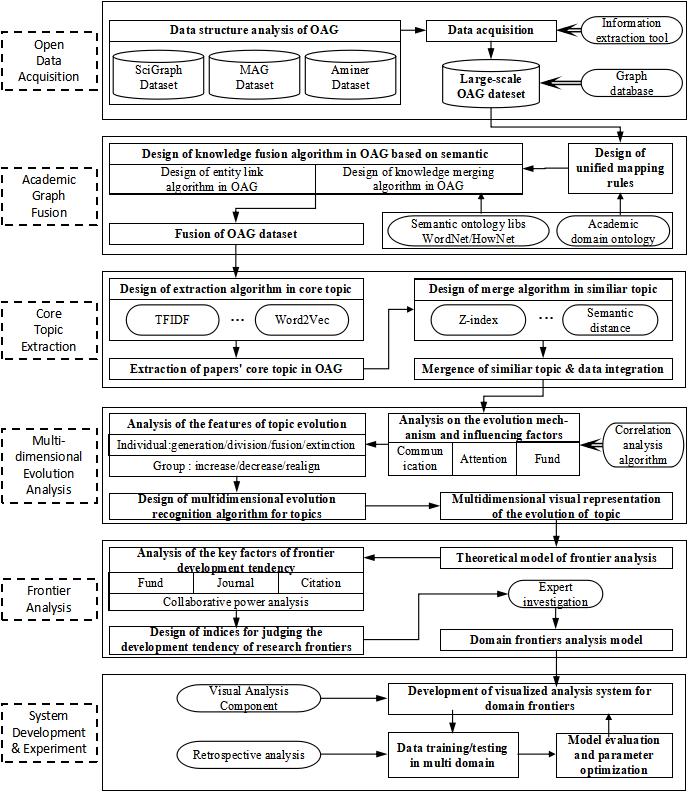 Open
Data
Acquisition
Data structure analysis of OAG
SciGraph
Dataset
MAG
Dataset
Aminer
Dataset
Data acquisition
Information
extraction tool
Large-scale
OAG deteset
Graph
database
Academic
Graph
Fusion
Design of knowledge fusion algorithm in OAG based on semantic
Design of entity link
algorithm in OAG
Design of knowledge merging
algorithm in OAG
Design of
unified mapping
rules
Fusion of OAG dataset
Semantic ontology libs
WordNet/HowNet
Academic
domain ontology
Core
Topic
Extraction
Design of extraction algorithm in core topic
TFIDF
...
Word2Vec
Extraction of papers' core topic in OAG
Design of merge algorithm in similiar topic
Z-index
...
Semantic
distance
Mergence of similiar topic & data integration
Multi-
dimensional
Evolution
Analysis
Analysis of the features of topic evolution
Individual:generation/division/fusion/extinction
Group : increase/decrease/realign
Design of multidimensional evolution
recognition algorithm for topics
Analysis on the evolution mech-
anism and influencing factors
Commun
ication
Attention
Fund
Correlation
analysis
algorithm
Multidimensional visual representation
of the evolution of topic
Frontier
Analysis
Analysis of the key factors of frontier
development tendency
Fund
Journal
Citation
Collaborative power analysis
Design of indices for judging the
development tendency of research frontiers
Theoretical model of frontier analysis
Expert
investigation
Domain frontiers analysis model
System
Development
& Experiment
Visual Analysis
Component
Retrospective analysis
Development of visualized analysis system for
domain frontiers
Data training/testing
in multi domain
Model evaluation
and parameter
optimization